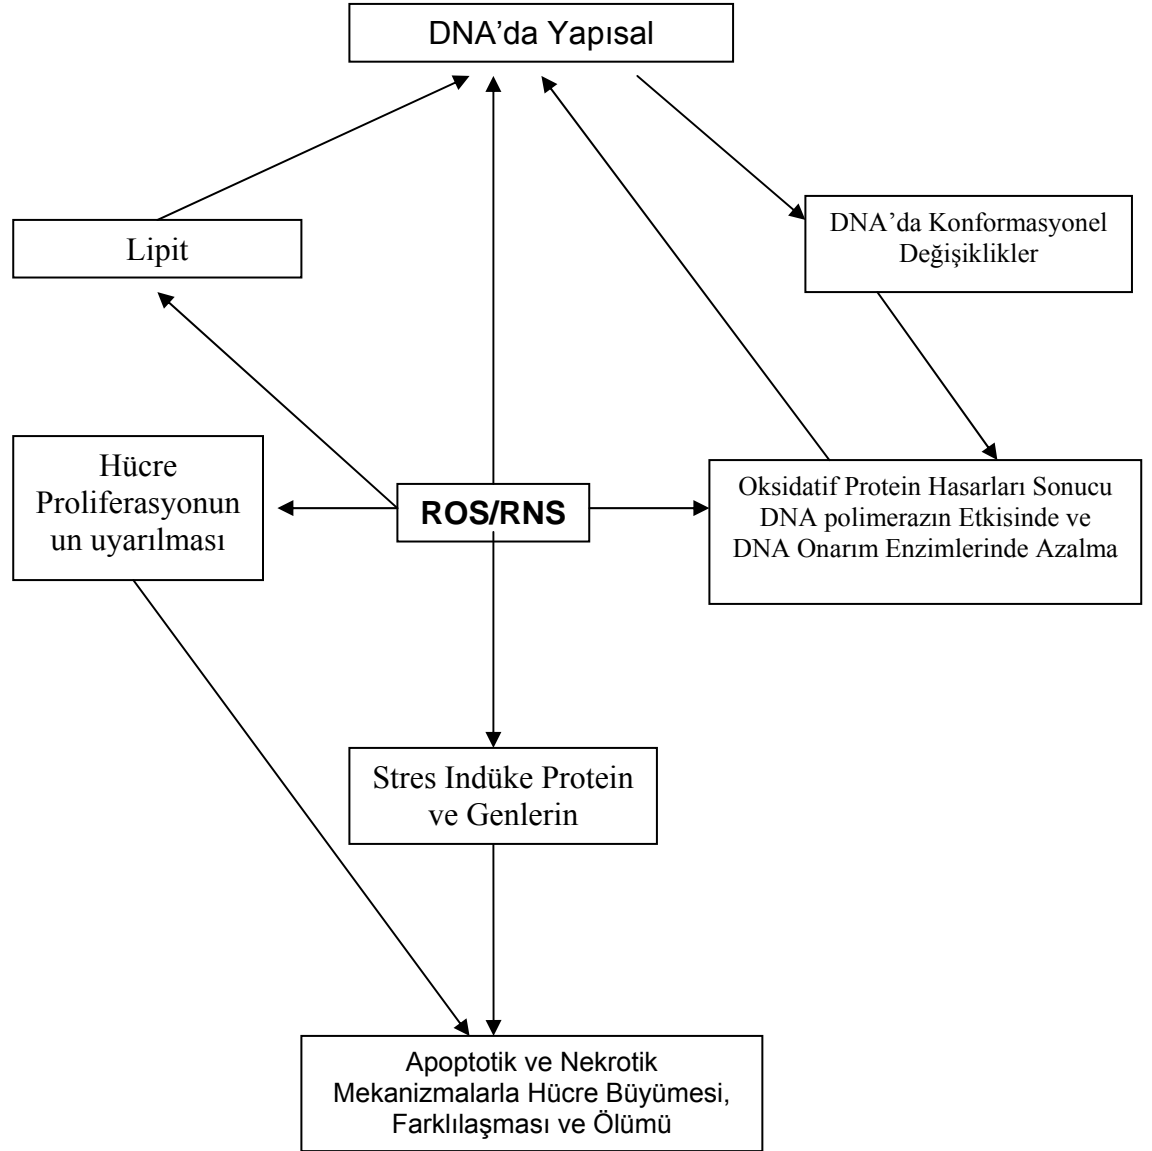 DNA’da Yapısal
DNA’da Konformasyonel
Değişiklikler
Lipit
Hücre
Proliferasyonun
un uyarılması
ROS/RNS
Oksidatif Protein Hasarları Sonucu
DNA polimerazın Etkisinde ve
DNA Onarım Enzimlerinde Azalma
Stres Indüke Protein
ve Genlerin
Apoptotik ve Nekrotik
Mekanizmalarla Hücre Büyümesi,
Farklılaşması ve Ölümü